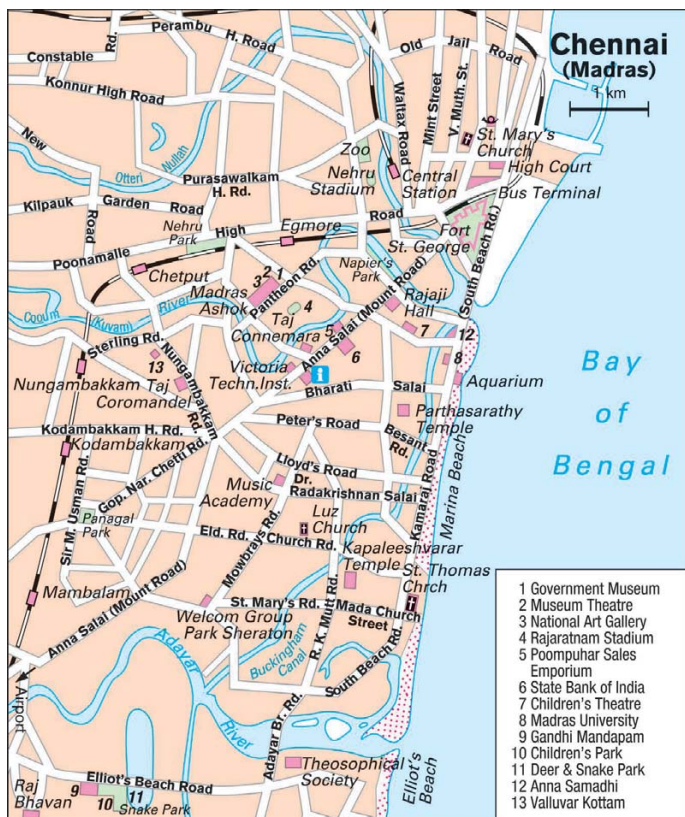 Chennai
(Madras)
1 km
Perambu
H. Road
Constable
Rd.
Konnur High Road
Old Jail Road
Waltax Road
Mint Street
V. Muth. St.
St. Mary's
Church
High Court
Bus Terminal
Zoo
Nehru
Stadium
Central
Station
New
Road
Otteri
Nullah
Purasawalkam
H. Rd.
Kilpauk Garden Road
Nehru
Park
High
Road
Egmore
Fort
St. George
Poonamalle
Chetput
2 1
3
Madras
Ashok
Pantheon Rd.
Napier's
Park
(South Beach Rd.)
Cooum
(Kuvam)
River
4
Taj
Connemara
5
6
Anna Salai (Mount Road)
Rajaji
Hall
7
12
8
Aquarium
Sterling Rd.
Nungambakkam
Rd.
13
Nungambakkam
Taj
Coromandel
Victoria
Techn.Inst.
i
Bharati Salai
Parthasarathy
Temple
Bay
of
Bengal
Kodambakkam H. Rd.
Kodambakkam
Peter's Road
Besant
Rd.
Gop. Nar. Chetti Rd.
Lloyd's Road
Dr.
Radakrishnan Salai
Kamaraj Road
Marina Beach
Music
Academy
Sir M. Usman Rd.
Panagal
Park
Luz
Church
Eld. Rd.
Church Rd.
Mowbrays Rd.
Kapaleeshvarar
Temple
St. Thomas
Chrch
Mambalam
Anna Salai (Mount Road)
St. Mary's Rd.
Mada Church
Street
Welcom Group
Park Sheraton
R. K. Mutt Rd.
Buckingham
Canal
South Beach Rd.
Adayar
River
Airport
Adayar Br. Rd.
Theosophical
Society
Elliot's
Beach
Elliot's Beach Road
Raj
Bhavan
9
10
11
Snake Park
1 Government Museum
2 Museum Theatre
3 National Art Gallery
4 Rajaratnam Stadium
5 Poompuhar Sales
Emporium
6 State Bank of India
7 Children's Theatre
8 Madras University
9 Gandhi Mandapam
10 Children's Park
11 Deer & Snake Park
12 Anna Samadhi
13 Valluvar Kottam